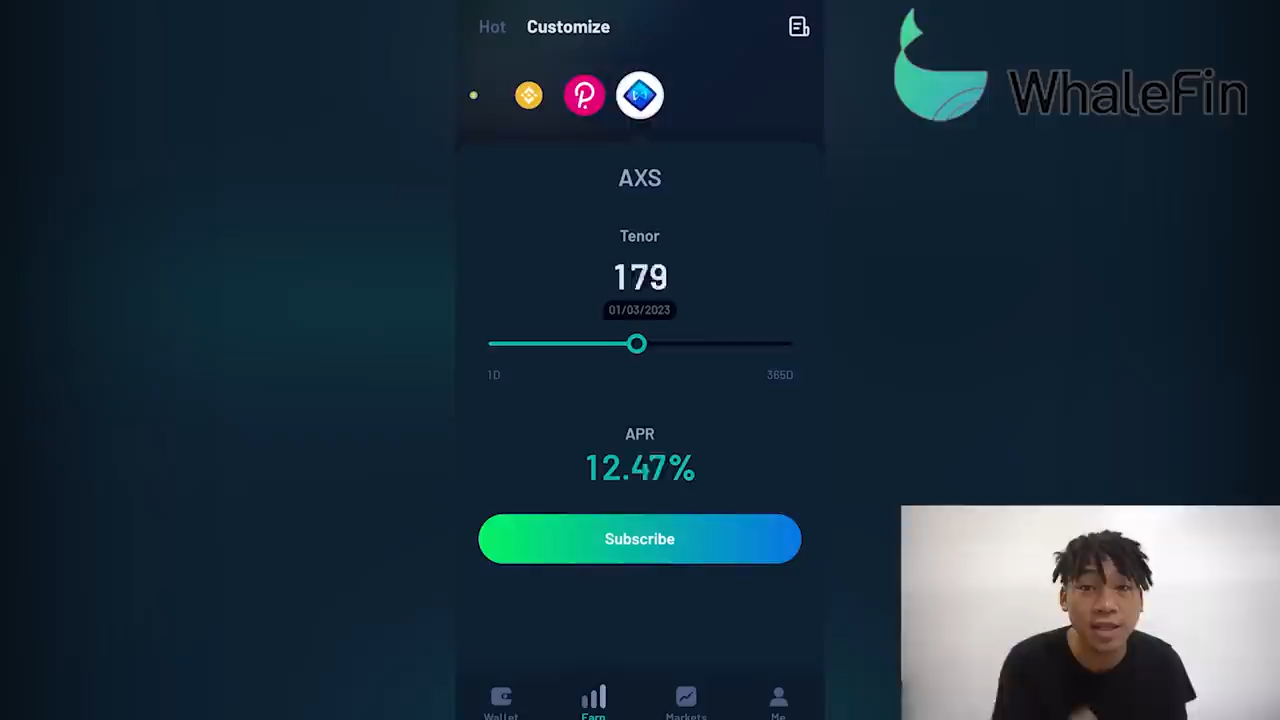 Hot Customize
WhaleFin
AXS
Tenor
179
01/03/2023
1D 365D
APR
12.47%
Subscribe
Wallet Earn Markets Me